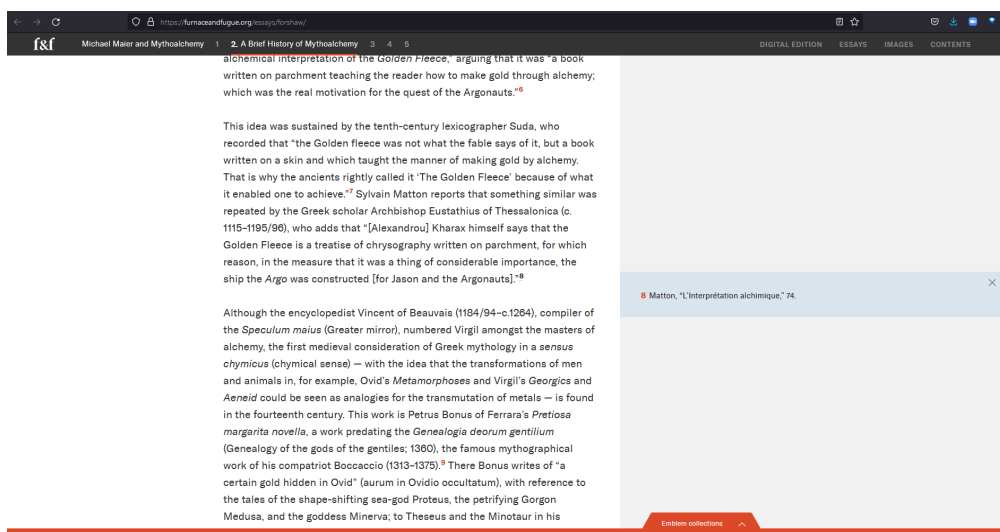 https://furnaceandfugue.org/essays/forshaw/
f&f
Michael Maier and Mythoalchemy 1 2. A Brief History of Mythoalchemy 3 4 5
DIGITAL EDITION ESSAYS IMAGES CONTENTS
alchemical interpretation of the Golden Fleece," arguing that it was "a book
written on parchment teaching the reader how to make gold through alchemy;
which was the real motivation for the quest of the Argonauts."6
This idea was sustained by the tenth-century lexicographer Suda, who
recorded that "the Golden fleece was not what the fable says of it, but a book
written on a skin and which taught the manner of making gold by alchemy.
That is why the ancients rightly called it 'The Golden Fleece' because of what
it enabled one to achieve."7 Sylvain Matton reports that something similar was
repeated by the Greek scholar Archbishop Eustathius of Thessalonica (c.
1115–1195/96), who adds that "[Alexandrou] Kharax himself says that the
Golden Fleece is a treatise of chrysography written on parchment, for which
reason, in the measure that it was a thing of considerable importance, the
ship the Argo was constructed [for Jason and the Argonauts]."8
8 Matton, "L'Interprétation alchimique," 74.
Although the encyclopedist Vincent of Beauvais (1184/94–c.1264), compiler of
the Speculum maius (Greater mirror), numbered Virgil amongst the masters of
alchemy, the first medieval consideration of Greek mythology in a sensus
chymicus (chymical sense) — with the idea that the transformations of men
and animals in, for example, Ovid's Metamorphoses and Virgil's Georgics and
Aeneid could be seen as analogies for the transmutation of metals — is found
in the fourteenth century. This work is Petrus Bonus of Ferrara's Pretiosa
margarita novella, a work predating the Genealogia deorum gentilium
(Genealogy of the gods of the gentiles; 1360), the famous mythographical
work of his compatriot Boccaccio (1313–1375).9 There Bonus writes of "a
certain gold hidden in Ovid" (aurum in Ovidio occultatum), with reference to
the tales of the shape-shifting sea-god Proteus, the petrifying Gorgon
Medusa, and the goddess Minerva; to Theseus and the Minotaur in his
Emblem collections